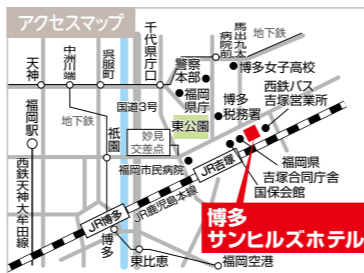 アクセスマップ
天神
中洲川端
呉服町
千代県庁口
馬出九大病院前
地下鉄
警察本部
博多女子高校
福岡県庁
西鉄バス
吉塚営業所
国道3号
博多税務署
東公園
福岡駅
地下鉄
祇園
妙見
交差点
JR吉塚
福岡市民病院
福岡県
吉塚合同庁舎
国保会館
西鉄天神大牟田線
JR博多
JR鹿児島本線
博多
博多
サンヒルズホテル
東比恵
福岡空港